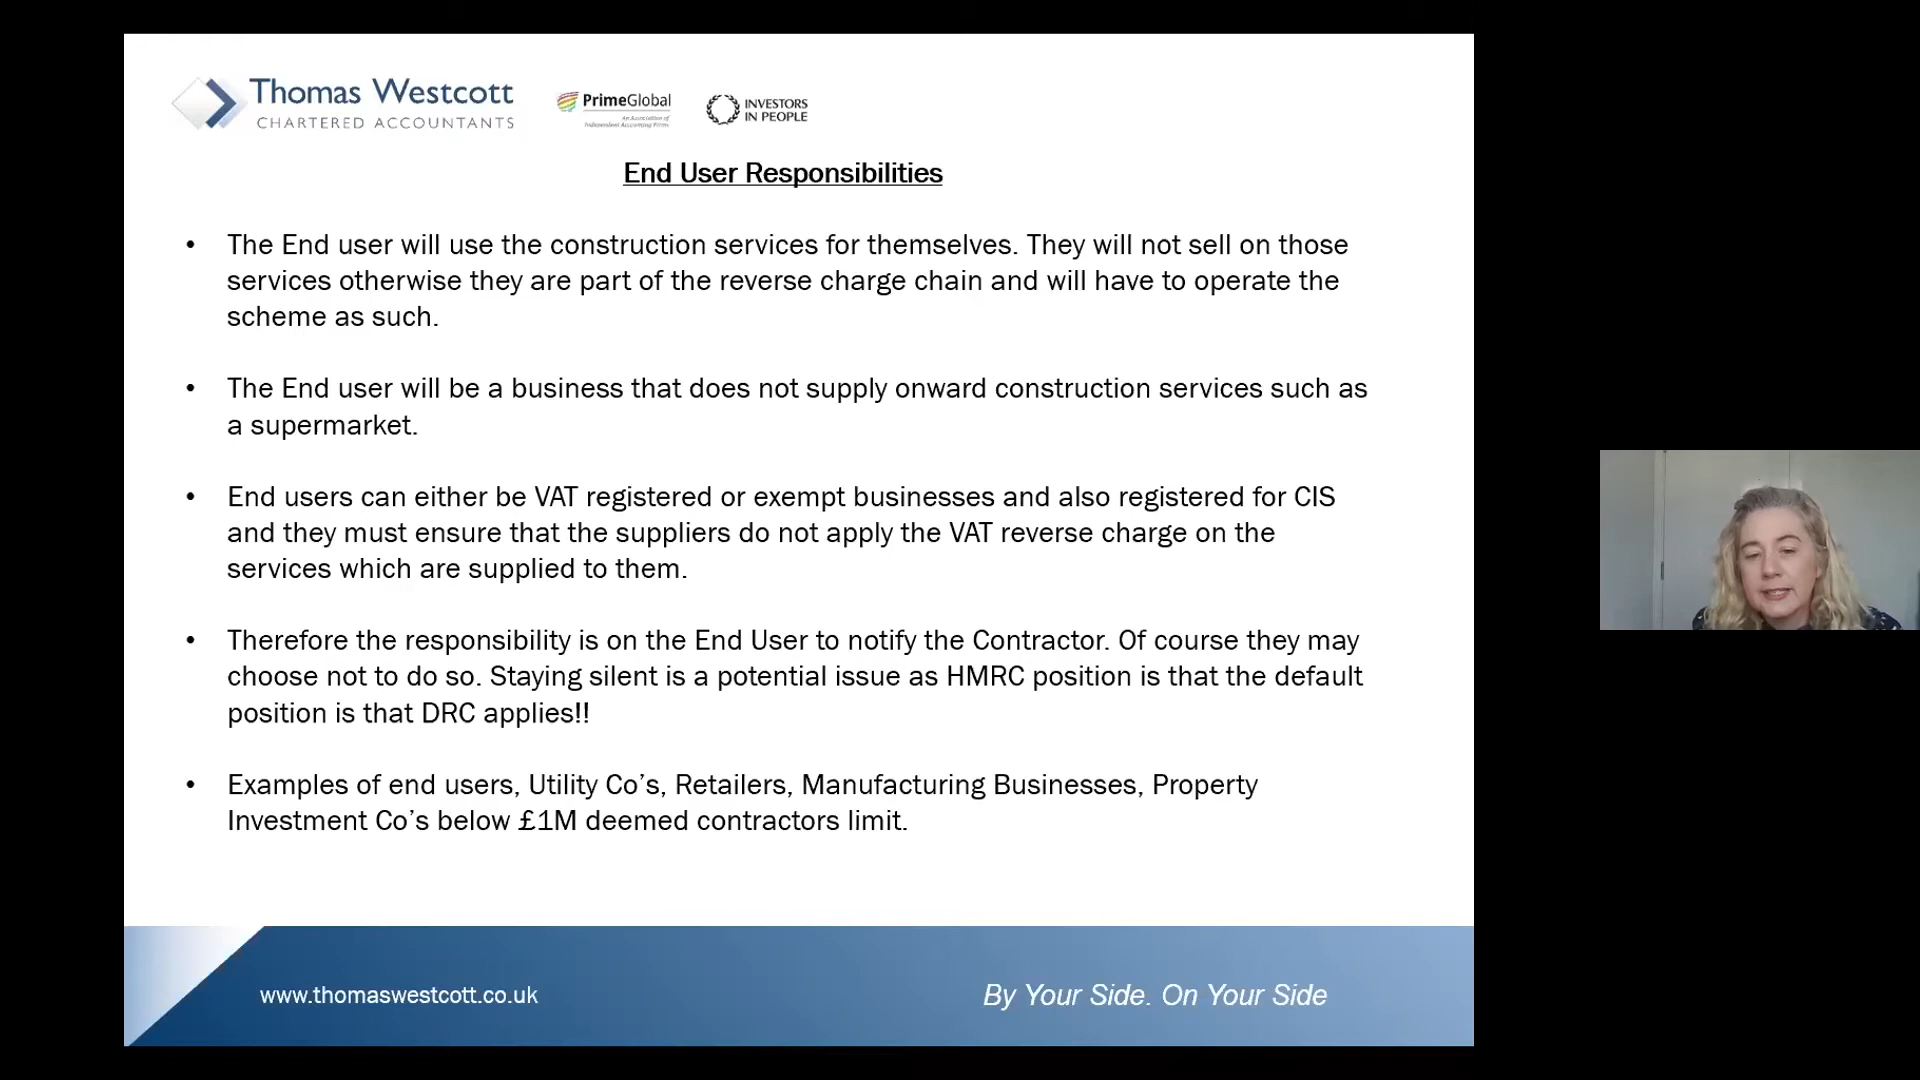 Thomas Westcott
CHARTERED ACCOUNTANTS
PrimeGlobal
An Association of
Independent Accounting Firms
INVESTORS
IN PEOPLE
End User Responsibilities
• The End user will use the construction services for themselves. They will not sell on those
services otherwise they are part of the reverse charge chain and will have to operate the
scheme as such.
• The End user will be a business that does not supply onward construction services such as
a supermarket.
• End users can either be VAT registered or exempt businesses and also registered for CIS
and they must ensure that the suppliers do not apply the VAT reverse charge on the
services which are supplied to them.
• Therefore the responsibility is on the End User to notify the Contractor. Of course they may
choose not to do so. Staying silent is a potential issue as HMRC position is that the default
position is that DRC applies!!
• Examples of end users, Utility Co’s, Retailers, Manufacturing Businesses, Property
Investment Co’s below £1M deemed contractors limit.
www.thomaswestcott.co.uk
By Your Side. On Your Side